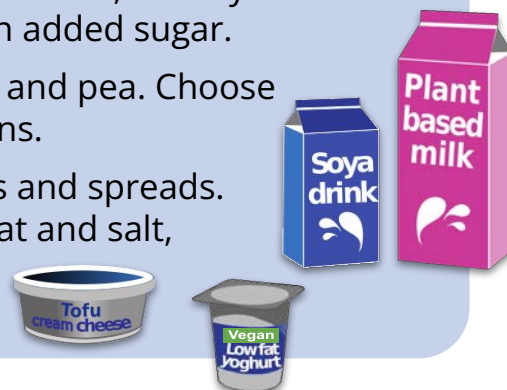 n added sugar.
and pea. Choose
ns.
s and spreads.
at and salt,
Plant
based
milk
Soya
drink
Tofu
cream cheese
Vegan
Low fat
yoghurt